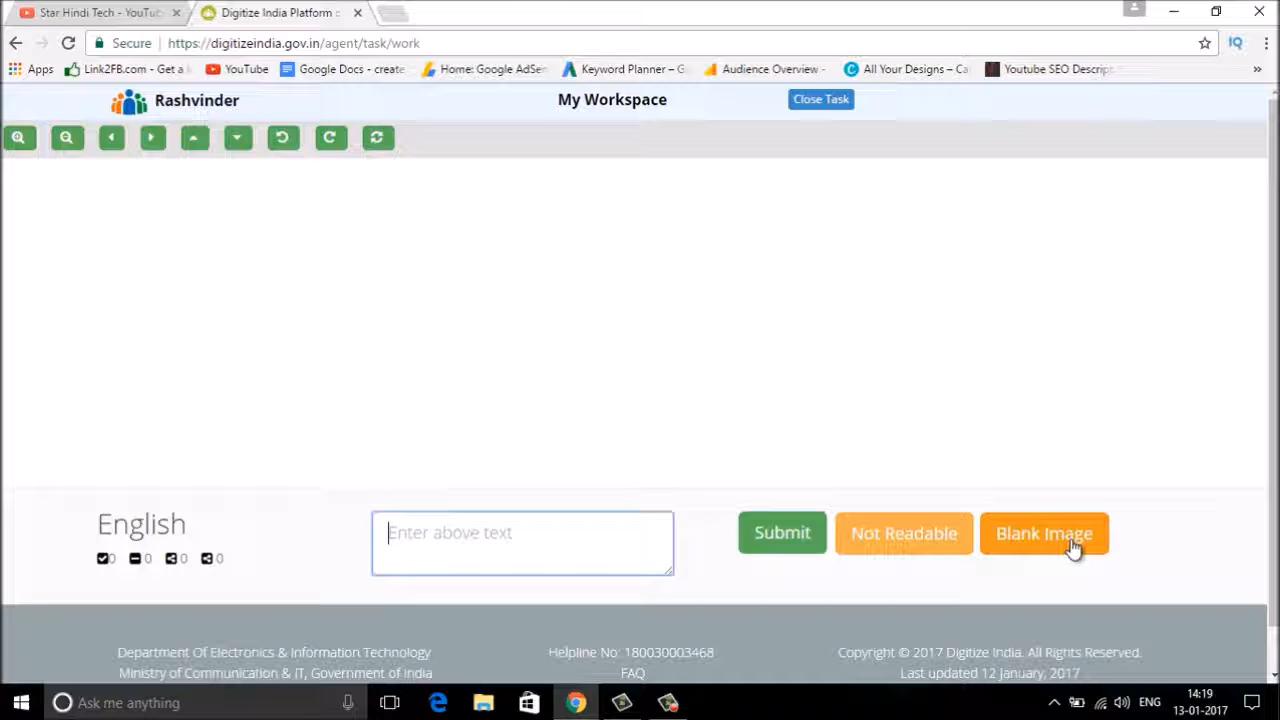 Star Hindi Tech - YouTub
Digitize India Platform
Secure
https://digitizeindia.gov.in/agent/task/work
Apps
Link2FB.com - Get a l
YouTube
Google Docs - create
Home: Google AdSen
Keyword Planner – G
Audience Overview -
All Your Designs – Ca
Youtube SEO Descrip
»
Rashvinder
My Workspace
Close Task
English
Enter above text
Submit
Not Readable
Blank Image
0
0
0
0
Department Of Electronics & Information Technology
Helpline No: 180030003468
Copyright © 2017 Digitize India. All Rights Reserved.
Ministry of Communication & IT, Government of India
FAQ
Last updated 12 January, 2017
Ask me anything
ENG
14:19
13-01-2017